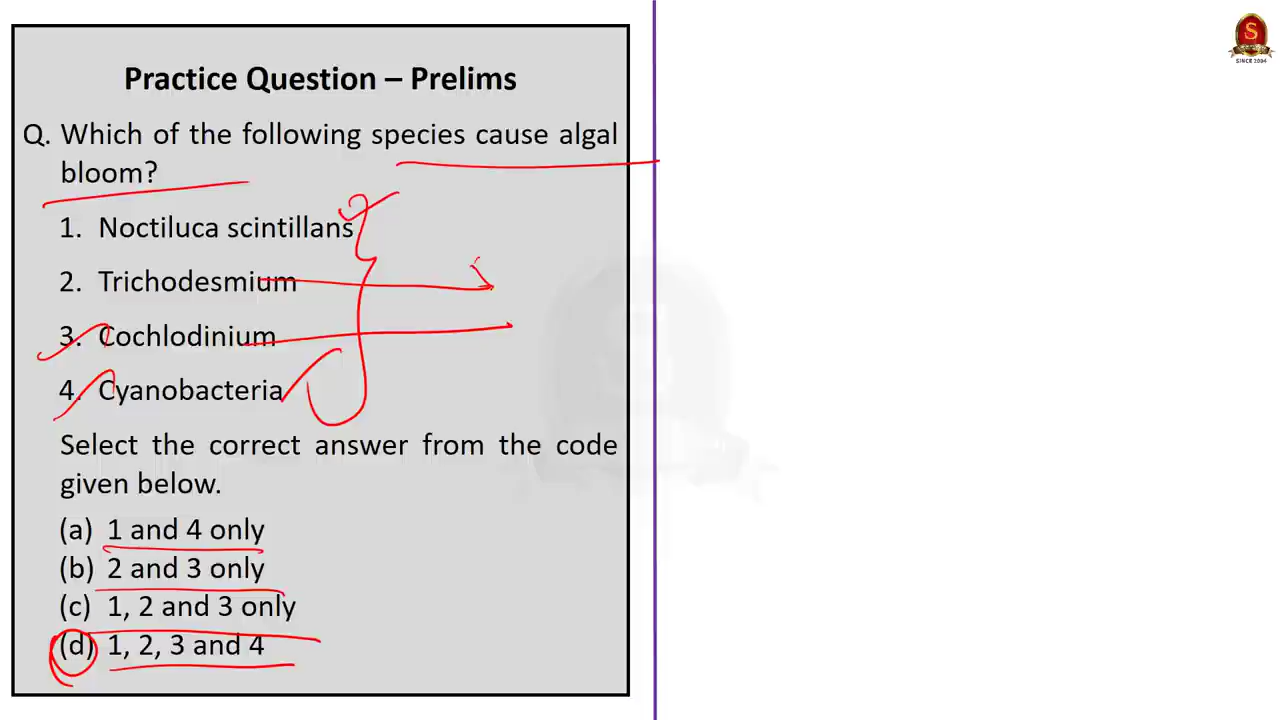 Practice Question – Prelims
Q. Which of the following species cause algal
bloom?
1. Noctiluca scintillans
2. Trichodesmium
3. Cochlodinium
4. Cyanobacteria
Select the correct answer from the code
given below.
(a) 1 and 4 only
(b) 2 and 3 only
(c) 1, 2 and 3 only
(d) 1, 2, 3 and 4
S
SINCE 2004